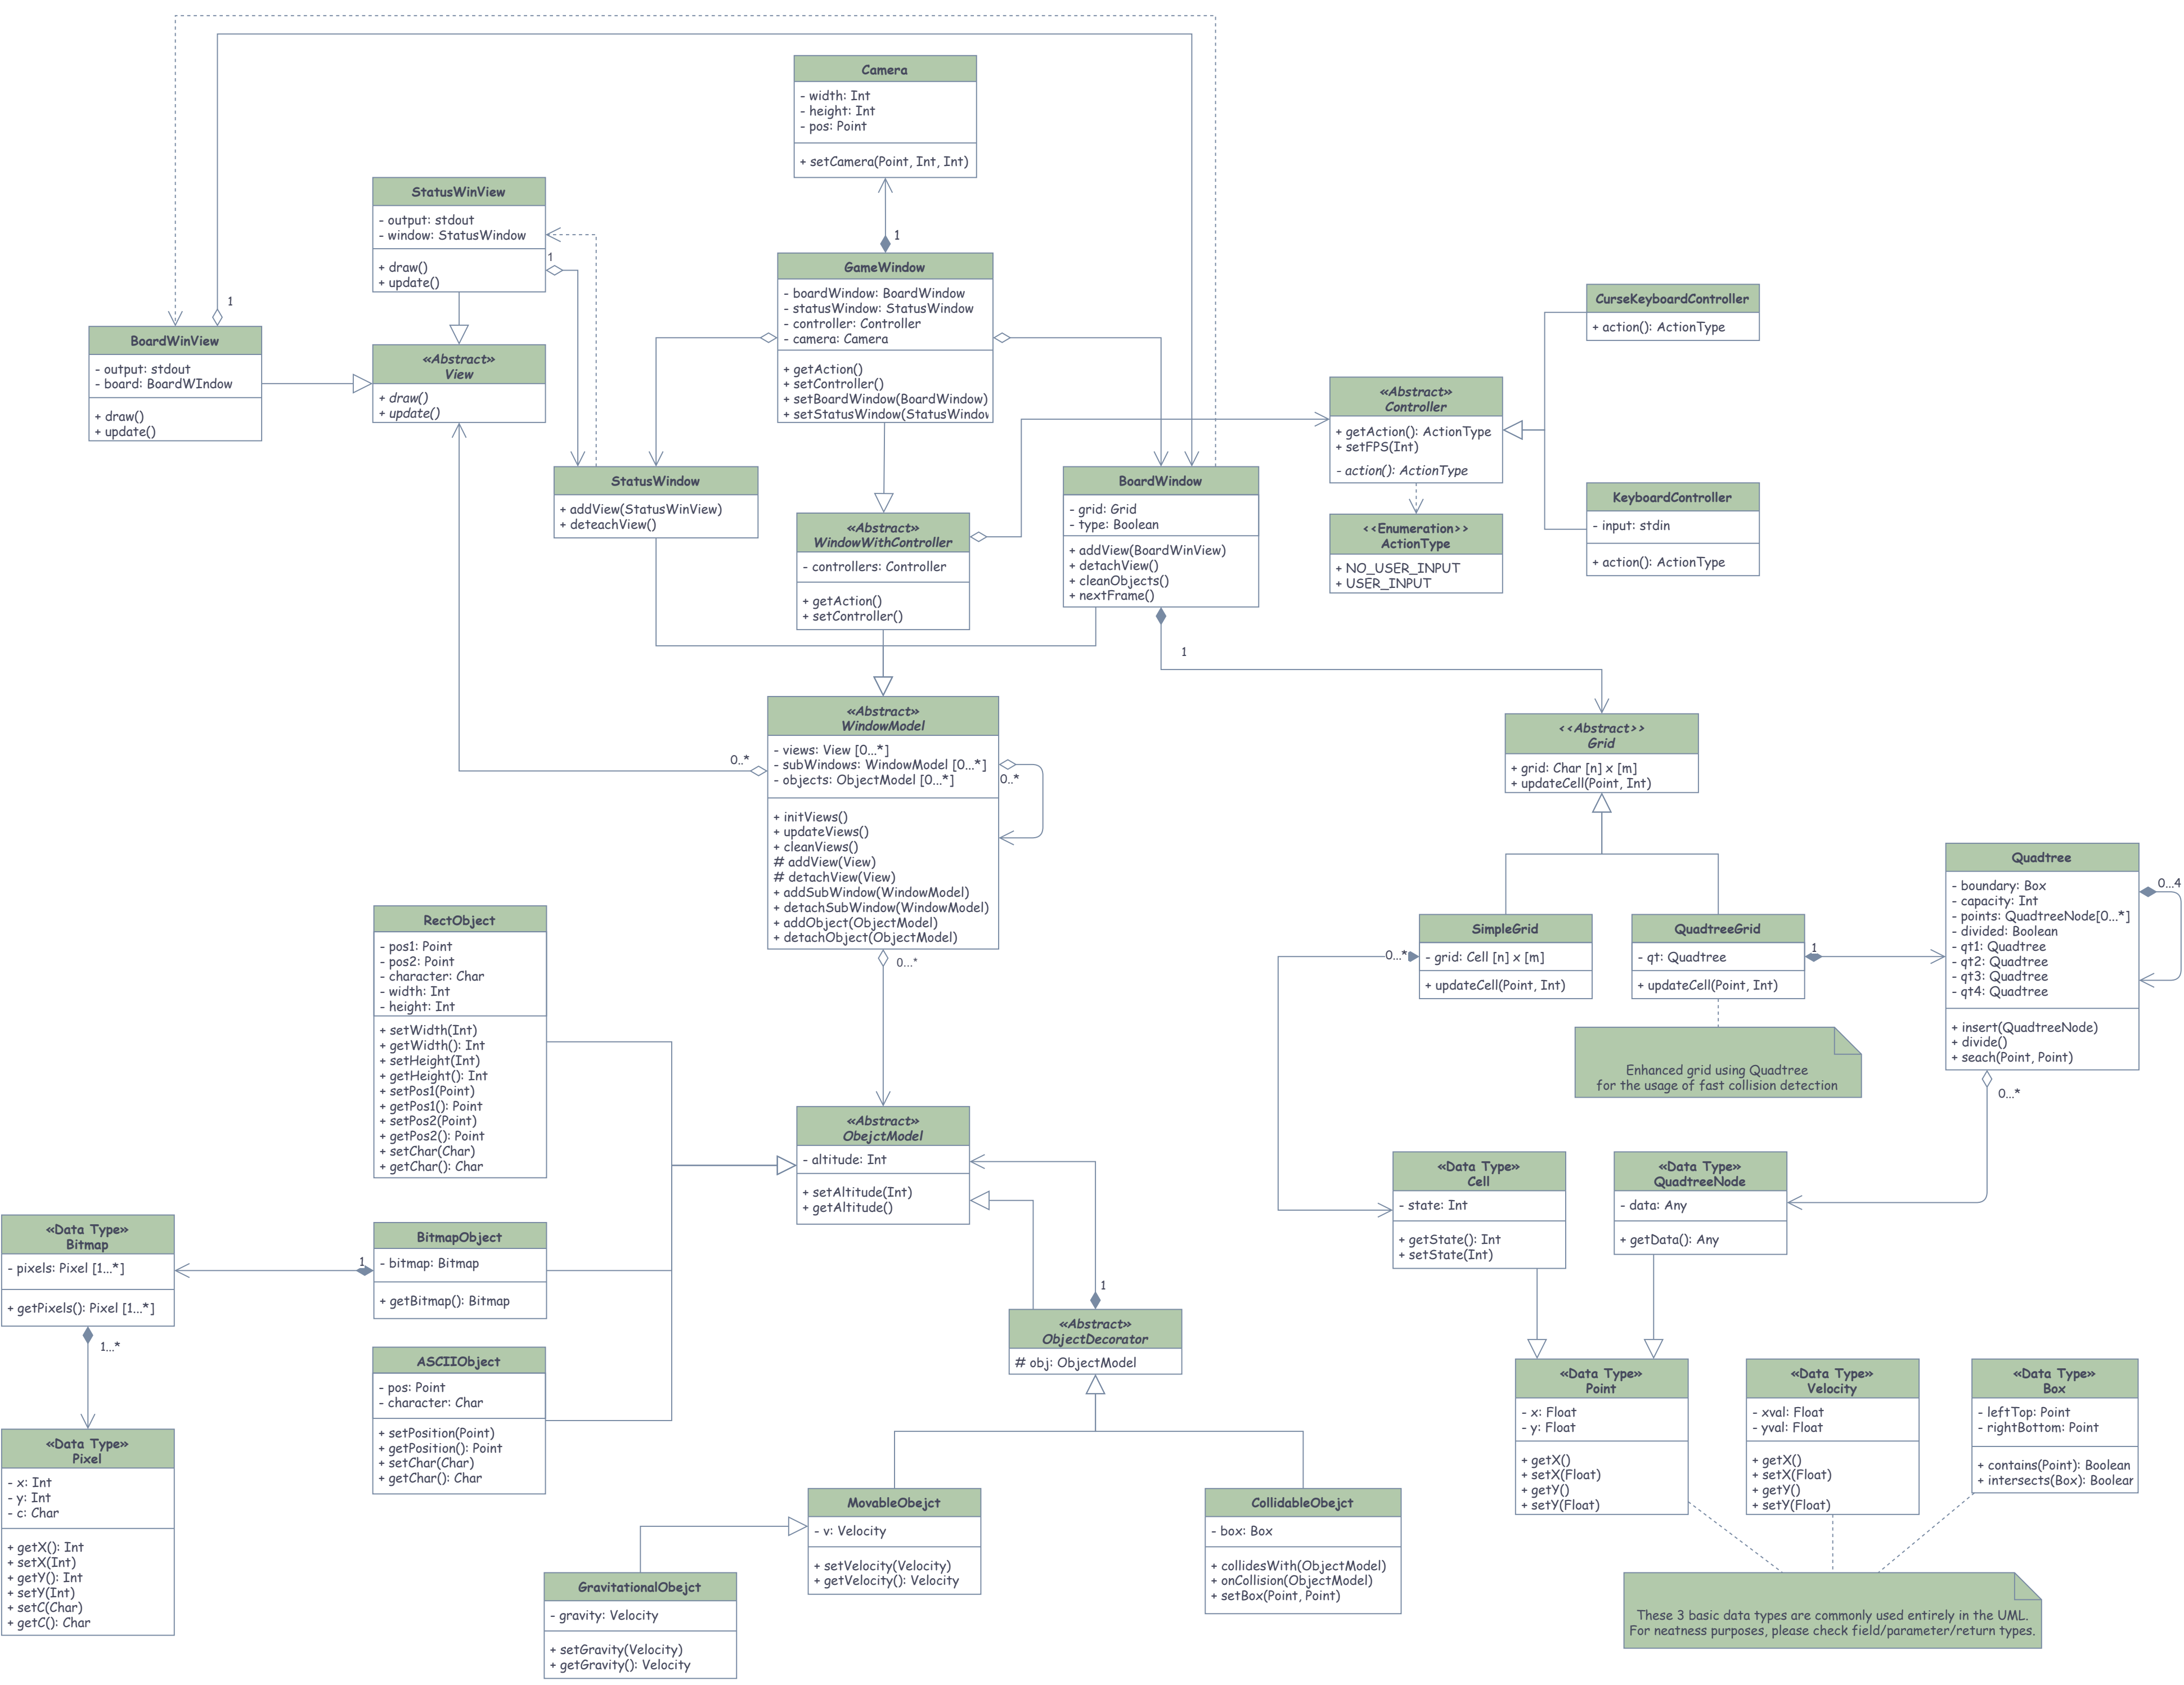 Camera
- width: Int
- height: Int
- pos: Point
+ setCamera(Point, Int, Int)
StatusWinView
- output: stdout
- window: StatusWindow
+ draw()
+ update()
1
1
GameWindow
- boardWindow: BoardWindow
- statusWindow: StatusWindow
- controller: Controller
- camera: Camera
+ getAction()
+ setController()
+ setBoardWindow(BoardWindow)
+ setStatusWindow(StatusWindow
1
BoardWinView
- output: stdout
- board: BoardWIndow
+ draw()
+ update()
«Abstract»
View
+ draw()
+ update()
CurseKeyboardController
+ action(): ActionType
«Abstract»
Controller
+ getAction(): ActionType
+ setFPS(Int)
- action(): ActionType
KeyboardController
- input: stdin
+ action(): ActionType
<<Enumeration>>
ActionType
+ NO_USER_INPUT
+ USER_INPUT
StatusWindow
+ addView(StatusWinView)
+ deteachView()
«Abstract»
WindowWithController
- controllers: Controller
+ getAction()
+ setController()
BoardWindow
- grid: Grid
- type: Boolean
+ addView(BoardWinView)
+ detachView()
+ cleanObjects()
+ nextFrame()
1
«Abstract»
WindowModel
- views: View [0...*]
- subWindows: WindowModel [0...*]
- objects: ObjectModel [0...*]
+ initViews()
+ updateViews()
+ cleanViews()
# addView(View)
# detachView(View)
+ addSubWindow(WindowModel)
+ detachSubWindow(WindowModel)
+ addObject(ObjectModel)
+ detachObject(ObjectModel)
0..*
0..*
0...*
<<Abstract>>
Grid
+ grid: Char [n] x [m]
+ updateCell(Point, Int)
SimpleGrid
- grid: Cell [n] x [m]
+ updateCell(Point, Int)
0...*
QuadtreeGrid
- qt: Quadtree
+ updateCell(Point, Int)
1
Quadtree
- boundary: Box
- capacity: Int
- points: QuadtreeNode[0...*]
- divided: Boolean
- qt1: Quadtree
- qt2: Quadtree
- qt3: Quadtree
- qt4: Quadtree
+ insert(QuadtreeNode)
+ divide()
+ seach(Point, Point)
0...4
0...*
Enhanced grid using Quadtree
for the usage of fast collision detection
RectObject
- pos1: Point
- pos2: Point
- character: Char
- width: Int
- height: Int
+ setWidth(Int)
+ getWidth(): Int
+ setHeight(Int)
+ getHeight(): Int
+ setPos1(Point)
+ getPos1(): Point
+ setPos2(Point)
+ getPos2(): Point
+ setChar(Char)
+ getChar(): Char
«Abstract»
ObejctModel
- altitude: Int
+ setAltitude(Int)
+ getAltitude()
«Data Type»
Cell
- state: Int
+ getState(): Int
+ setState(Int)
«Data Type»
QuadtreeNode
- data: Any
+ getData(): Any
«Data Type»
Bitmap
- pixels: Pixel [1...*]
+ getPixels(): Pixel [1...*]
1...*
BitmapObject
- bitmap: Bitmap
+ getBitmap(): Bitmap
1
ASCIIObject
- pos: Point
- character: Char
+ setPosition(Point)
+ getPosition(): Point
+ setChar(Char)
+ getChar(): Char
1
«Abstract»
ObjectDecorator
# obj: ObjectModel
«Data Type»
Pixel
- x: Int
- y: Int
- c: Char
+ getX(): Int
+ setX(Int)
+ getY(): Int
+ setY(Int)
+ setC(Char)
+ getC(): Char
«Data Type»
Point
- x: Float
- y: Float
+ getX()
+ setX(Float)
+ getY()
+ setY(Float)
«Data Type»
Velocity
- xval: Float
- yval: Float
+ getX()
+ setX(Float)
+ getY()
+ setY(Float)
«Data Type»
Box
- leftTop: Point
- rightBottom: Point
+ contains(Point): Boolean
+ intersects(Box): Boolear
MovableObejct
- v: Velocity
+ setVelocity(Velocity)
+ getVelocity(): Velocity
CollidableObejct
- box: Box
+ collidesWith(ObjectModel)
+ onCollision(ObjectModel)
+ setBox(Point, Point)
GravitationalObejct
- gravity: Velocity
+ setGravity(Velocity)
+ getGravity(): Velocity
These 3 basic data types are commonly used entirely in the UML.
For neatness purposes, please check field/parameter/return types.